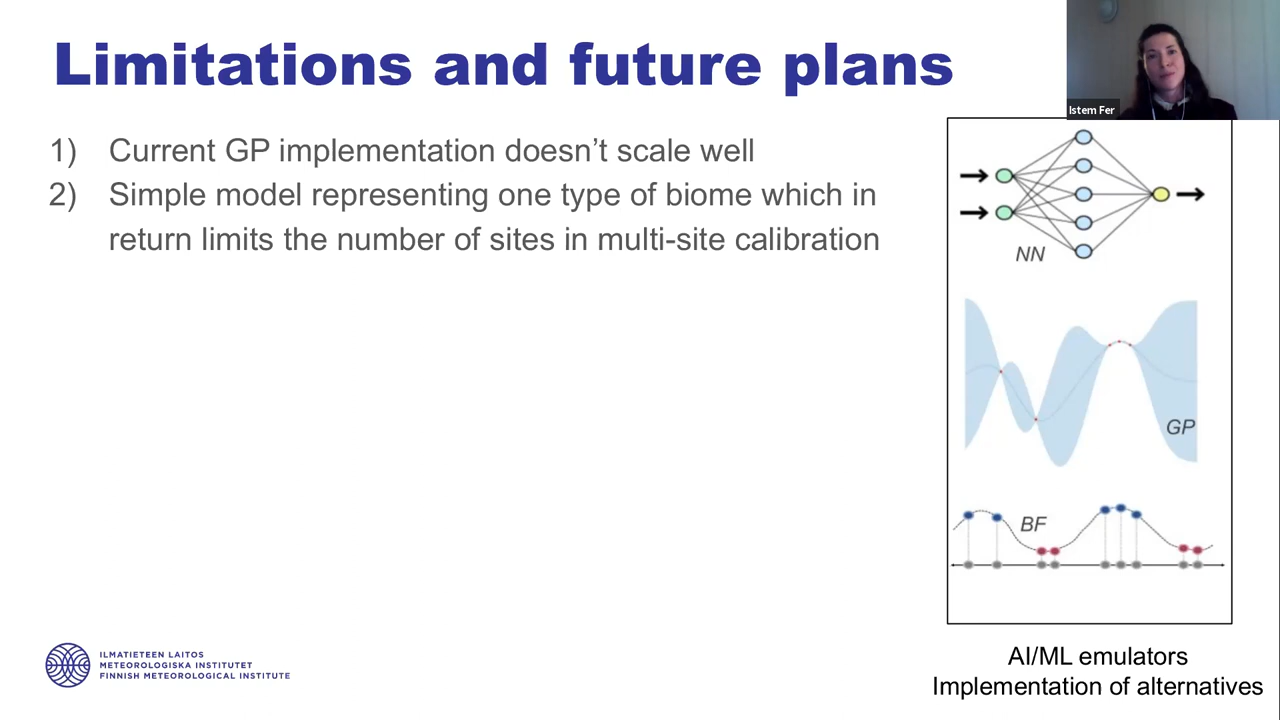 Limitations and future plans
Istem Fer
1) Current GP implementation doesn’t scale well
2) Simple model representing one type of biome which in
return limits the number of sites in multi-site calibration
NN
GP
BF
AI/ML emulators
Implementation of alternatives
ILMATIETEEN LAITOS
METEOROLOGISKA INSTITUTET
FINNISH METEOROLOGICAL INSTITUTE